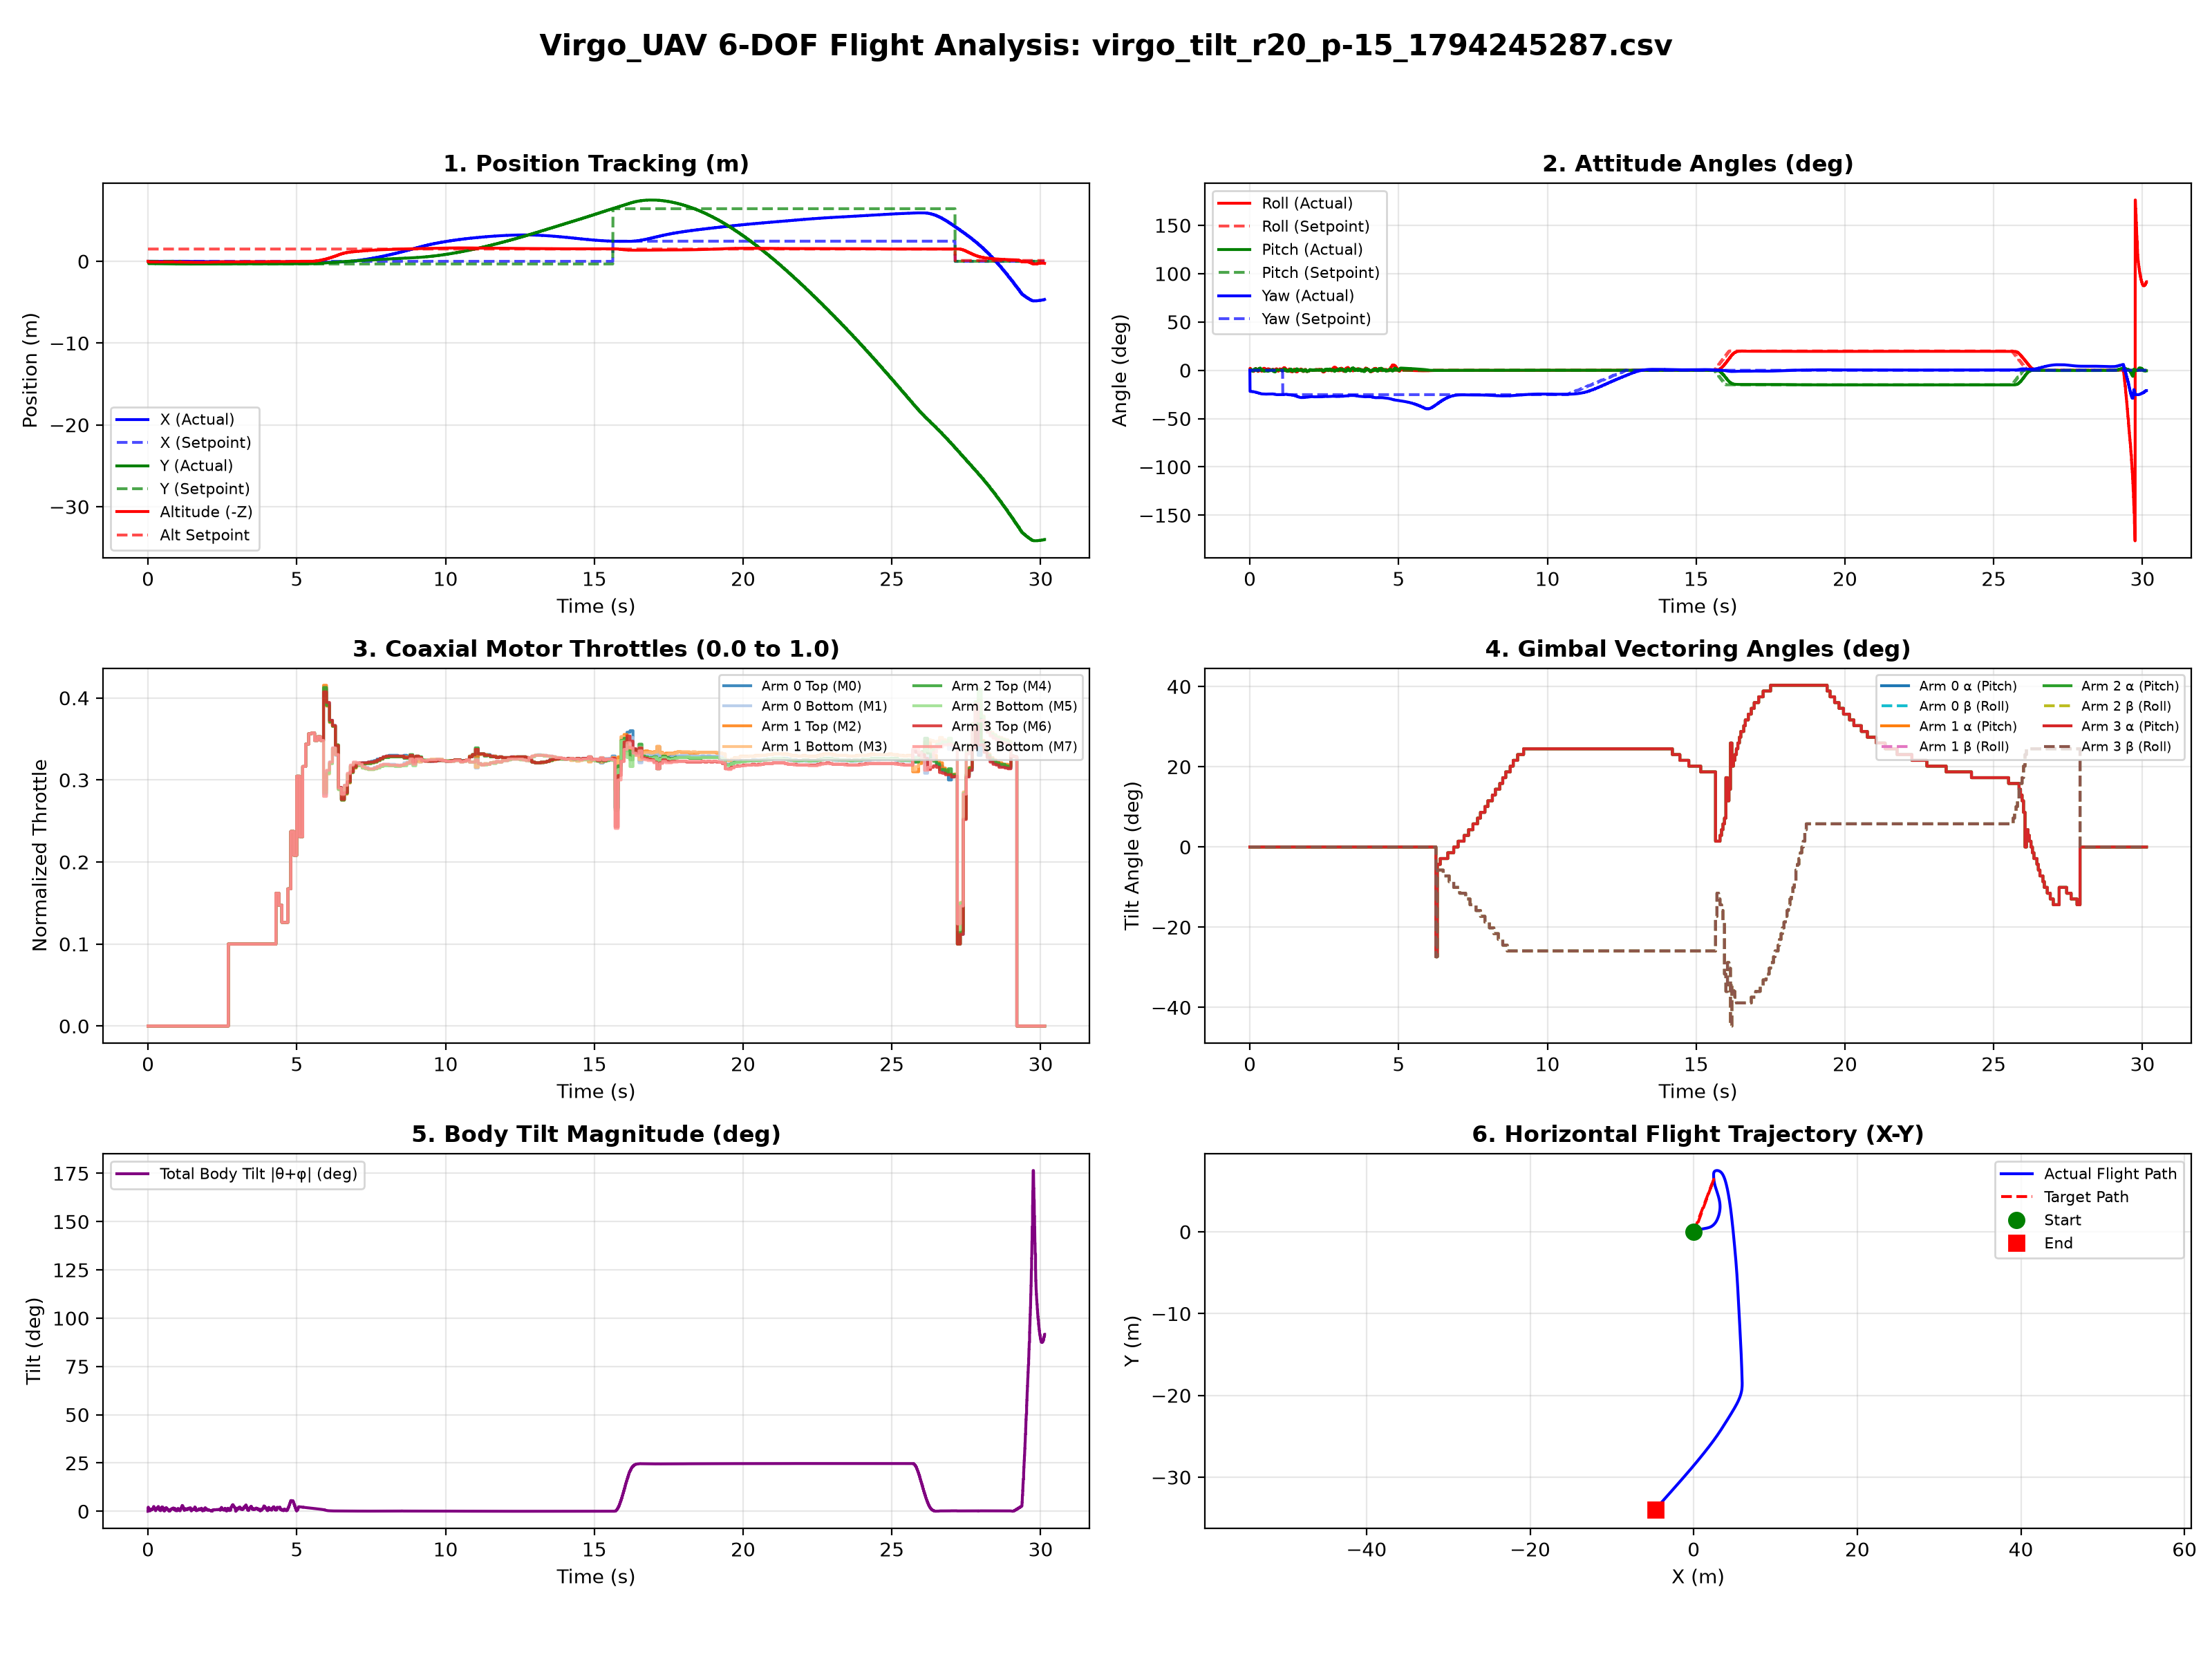 Virgo_UAV 6-DOF Flight Analysis: virgo_tilt_r20_p-15_1794245287.csv
1. Position Tracking (m)
Position (m)
0
−10
−20
−30
X (Actual)
X (Setpoint)
Y (Actual)
Y (Setpoint)
Altitude (-Z)
Alt Setpoint
0 5 10 15 20 25 30
Time (s)
2. Attitude Angles (deg)
Angle (deg)
150
100
50
0
−50
−100
−150
Roll (Actual)
Roll (Setpoint)
Pitch (Actual)
Pitch (Setpoint)
Yaw (Actual)
Yaw (Setpoint)
0 5 10 15 20 25 30
Time (s)
3. Coaxial Motor Throttles (0.0 to 1.0)
Normalized Throttle
0.4
0.3
0.2
0.1
0.0
Arm 0 Top (M0)
Arm 0 Bottom (M1)
Arm 1 Top (M2)
Arm 1 Bottom (M3)
Arm 2 Top (M4)
Arm 2 Bottom (M5)
Arm 3 Top (M6)
Arm 3 Bottom (M7)
0 5 10 15 20 25 30
Time (s)
4. Gimbal Vectoring Angles (deg)
Tilt Angle (deg)
40
20
0
−20
−40
Arm 0 α (Pitch)
Arm 0 β (Roll)
Arm 1 α (Pitch)
Arm 1 β (Roll)
Arm 2 α (Pitch)
Arm 2 β (Roll)
Arm 3 α (Pitch)
Arm 3 β (Roll)
0 5 10 15 20 25 30
Time (s)
5. Body Tilt Magnitude (deg)
Tilt (deg)
175
150
125
100
75
50
25
0
Total Body Tilt |θ+φ| (deg)
0 5 10 15 20 25 30
Time (s)
6. Horizontal Flight Trajectory (X-Y)
Y (m)
0
−10
−20
−30
Actual Flight Path
Target Path
Start
End
−40 −20 0 20 40 60
X (m)